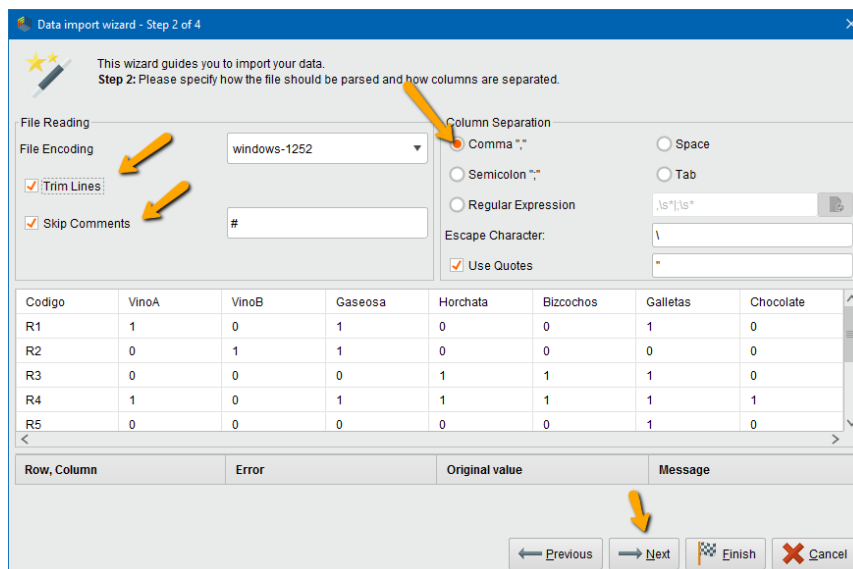 Data import wizard - Step 2 of 4
This wizard guides you to import your data.
Step 2: Please specify how the file should be parsed and how columns are separated.
File Reading
File Encoding
windows-1252
Trim Lines
Skip Comments
#
Column Separation
Comma ","
Space
Semicolon ";"
Tab
Regular Expression
,\s*|;\s*
Escape Character:
\
Use Quotes
"
Codigo VinoA VinoB Gaseosa Horchata Bizcochos Galletas Chocolate
R1 1 0 1 0 0 1 0
R2 0 1 1 0 0 0 0
R3 0 0 0 1 1 1 0
R4 1 0 1 1 1 1 1
R5 0 0 0 0 0 1 0
Row, Column Error Original value Message
Previous Next Finish Cancel